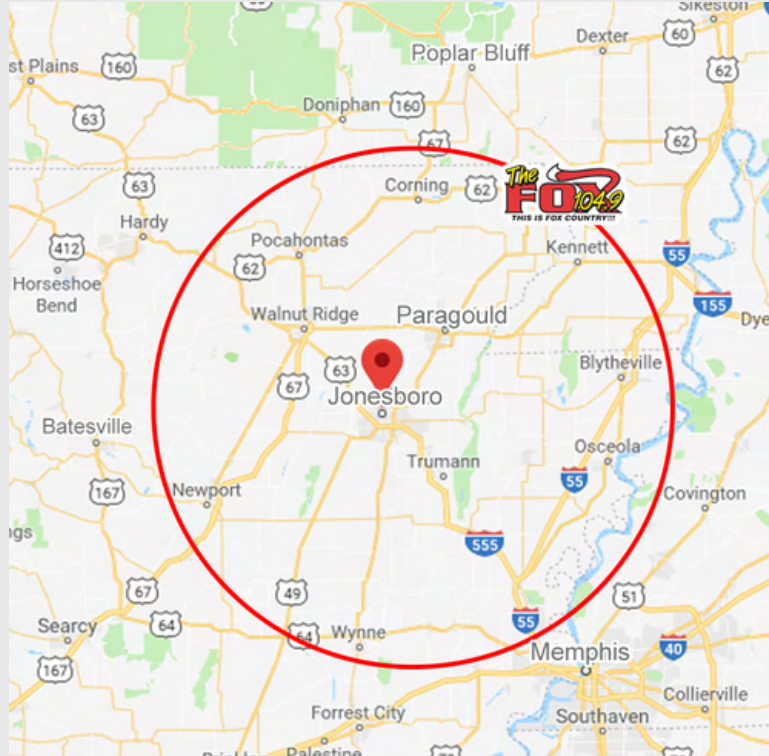 Sikeston
60
Dexter
Poplar Bluff
st Plains
160
62
Doniphan
160
63
67
62
The
FOX
104.9
THIS IS FOX COUNTRY!!!
63
Corning
62
Hardy
Pocahontas
Kennett
412
62
55
Horseshoe
Bend
155
Walnut Ridge
Paragould
Dye
63
Blytheville
67
Jonesboro
Batesville
Osceola
Trumann
55
167
Newport
Covington
ngs
555
67
49
51
55
Searcy
64
64
Wynne
Memphis
40
167
Collierville
Forrest City
Southaven
Palestine